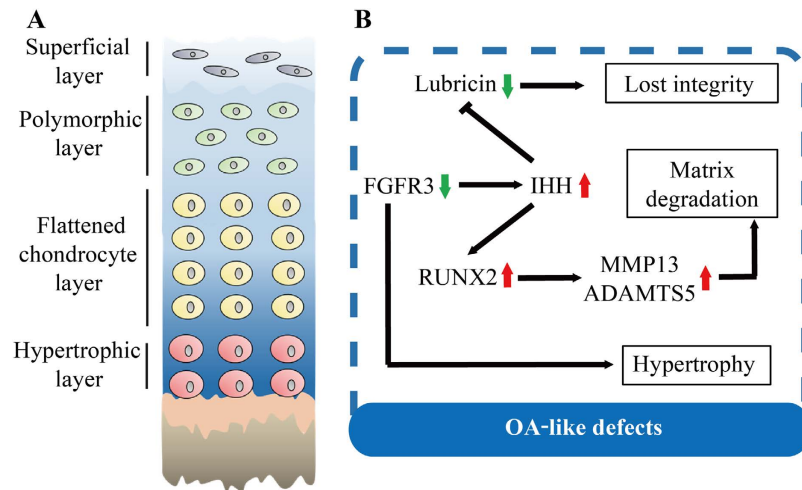 A
Superficial
layer
Polymorphic
layer
Flattened
chondrocyte
layer
Hypertrophic
layer
B
Lubricin
Lost integrity
FGFR3
IHH
Matrix
degradation
RUNX2
MMP13
ADAMTS5
Hypertrophy
OA-like defects